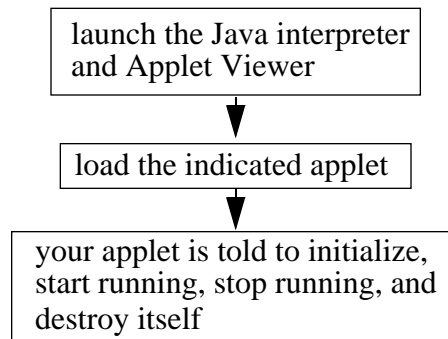 launch the Java interpreter
and Applet Viewer
load the indicated applet
your applet is told to initialize,
start running, stop running, and
destroy itself